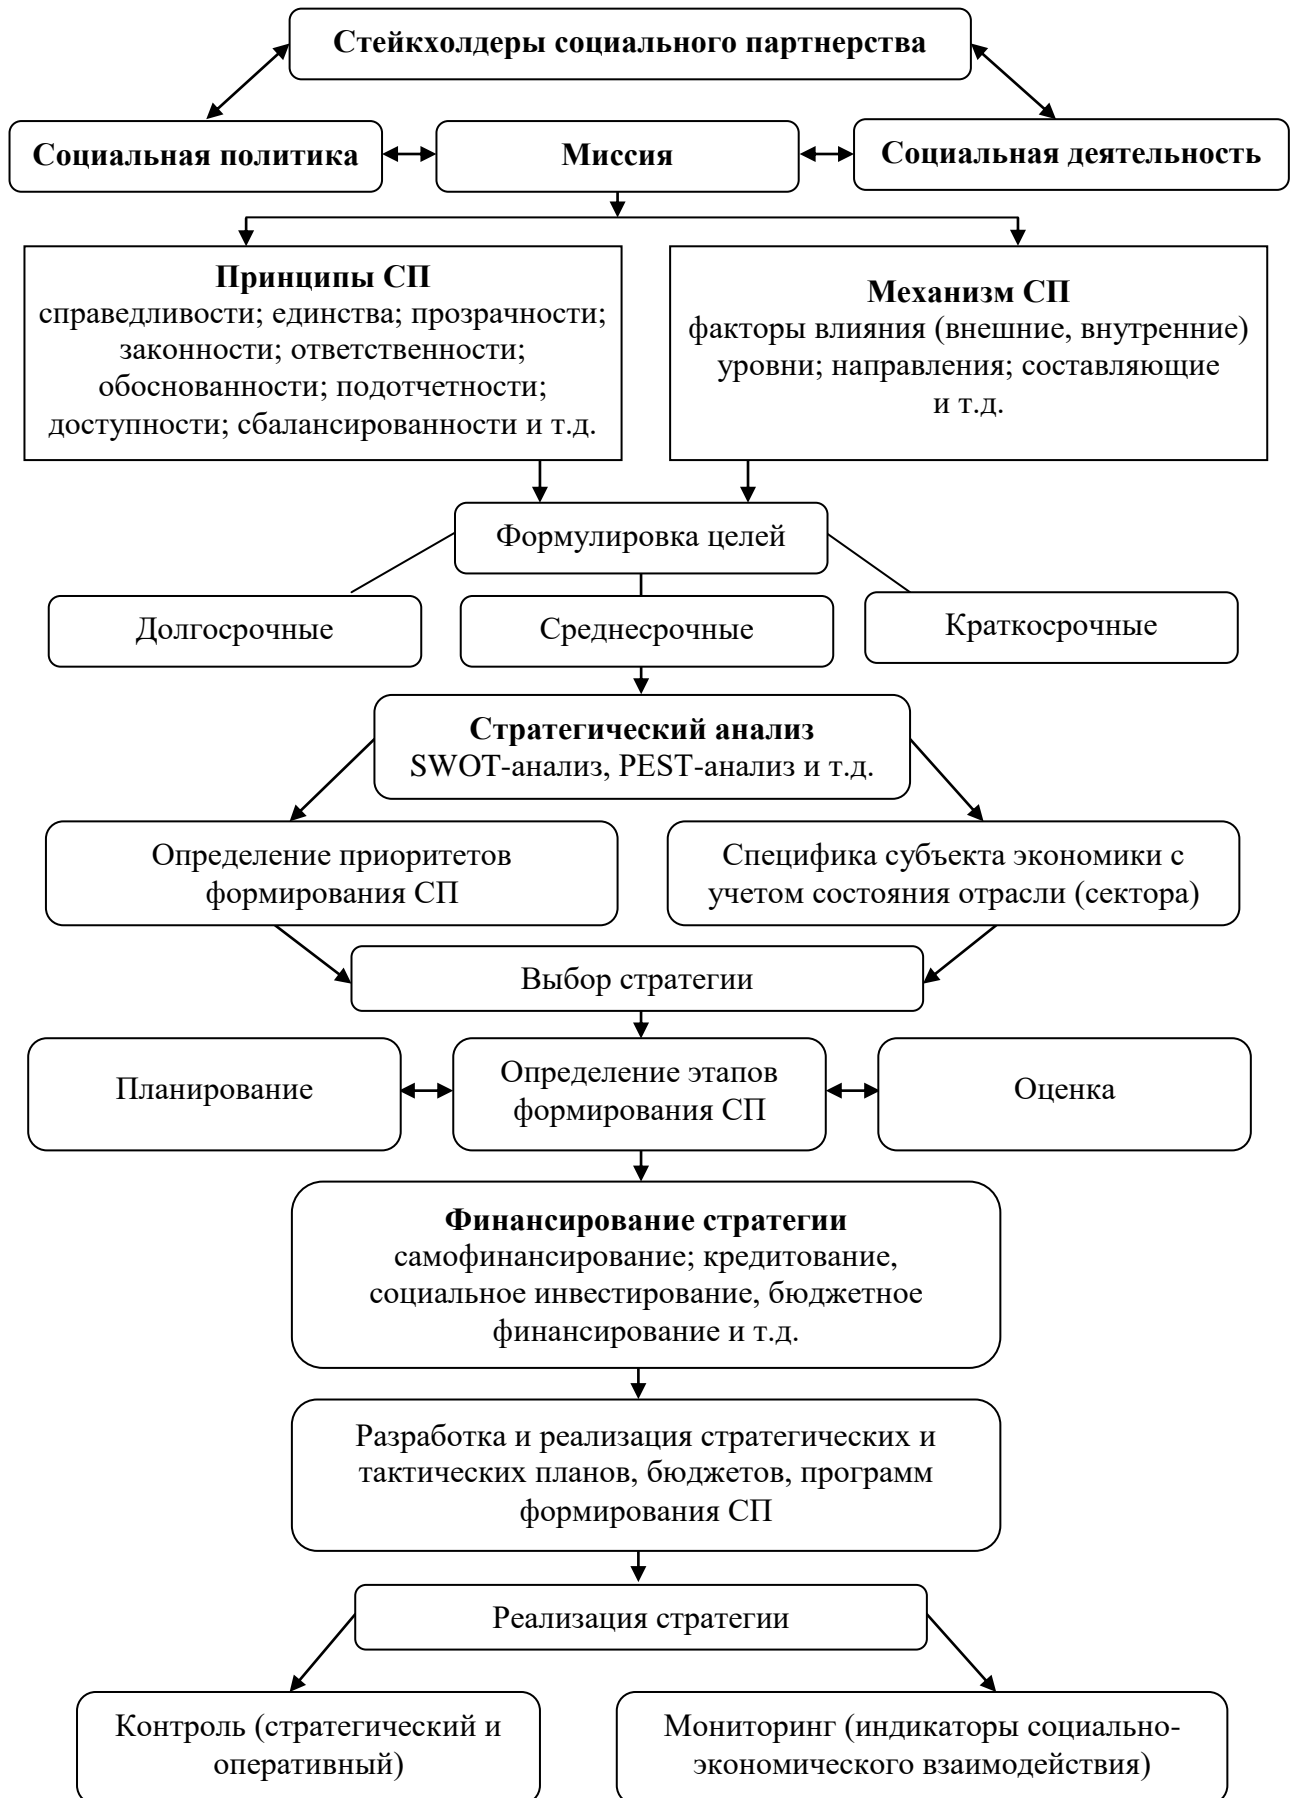 Стейкхолдеры социального партнерства
Социальная политика
Миссия
Социальная деятельность
Принципы СП
справедливости; единства; прозрачности;
законности; ответственности;
обоснованности; подотчетности;
доступности; сбалансированности и т.д.
Механизм СП
факторы влияния (внешние, внутренние)
уровни; направления; составляющие
и т.д.
Формулировка целей
Долгосрочные
Среднесрочные
Краткосрочные
Стратегический анализ
SWOT-анализ, PEST-анализ и т.д.
Определение приоритетов
формирования СП
Специфика субъекта экономики с
учетом состояния отрасли (сектора)
Выбор стратегии
Планирование
Определение этапов
формирования СП
Оценка
Финансирование стратегии
самофинансирование; кредитование,
социальное инвестирование, бюджетное
финансирование и т.д.
Разработка и реализация стратегических и
тактических планов, бюджетов, программ
формирования СП
Реализация стратегии
Контроль (стратегический и
оперативный)
Мониторинг (индикаторы социально-
экономического взаимодействия)